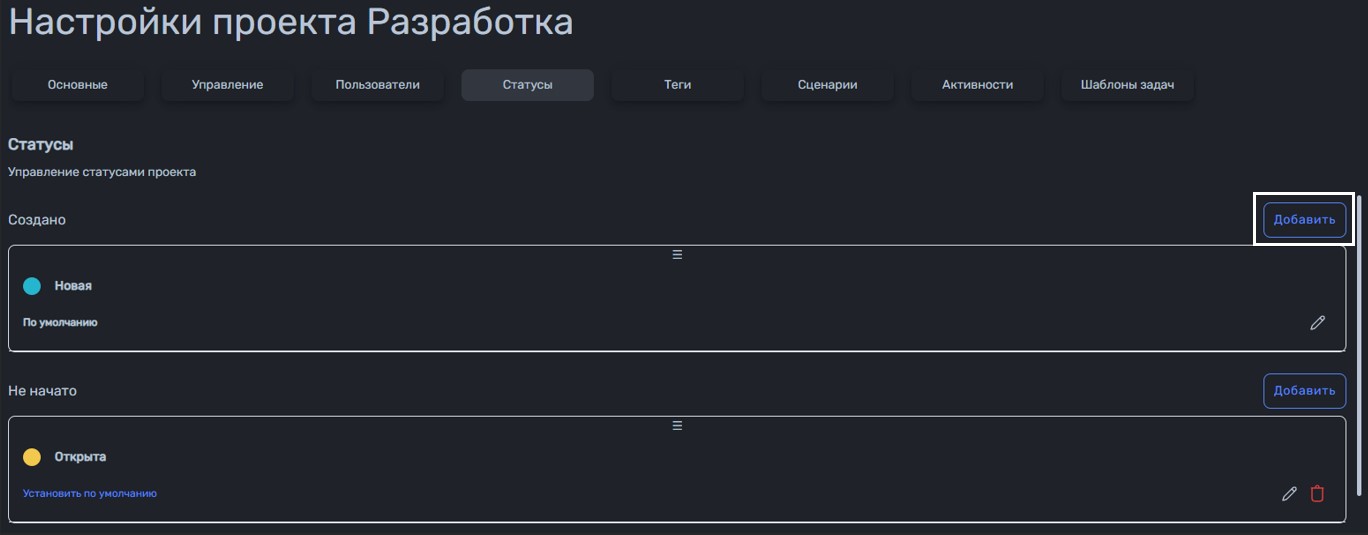 Настройки проекта Разработка
Основные Управление Пользователи Статусы Теги Сценарии Активности Шаблоны задач
Статусы
Управление статусами проекта
Создано Добавить
Новая
По умолчанию
Не начато Добавить
Открыта
Установить по умолчанию